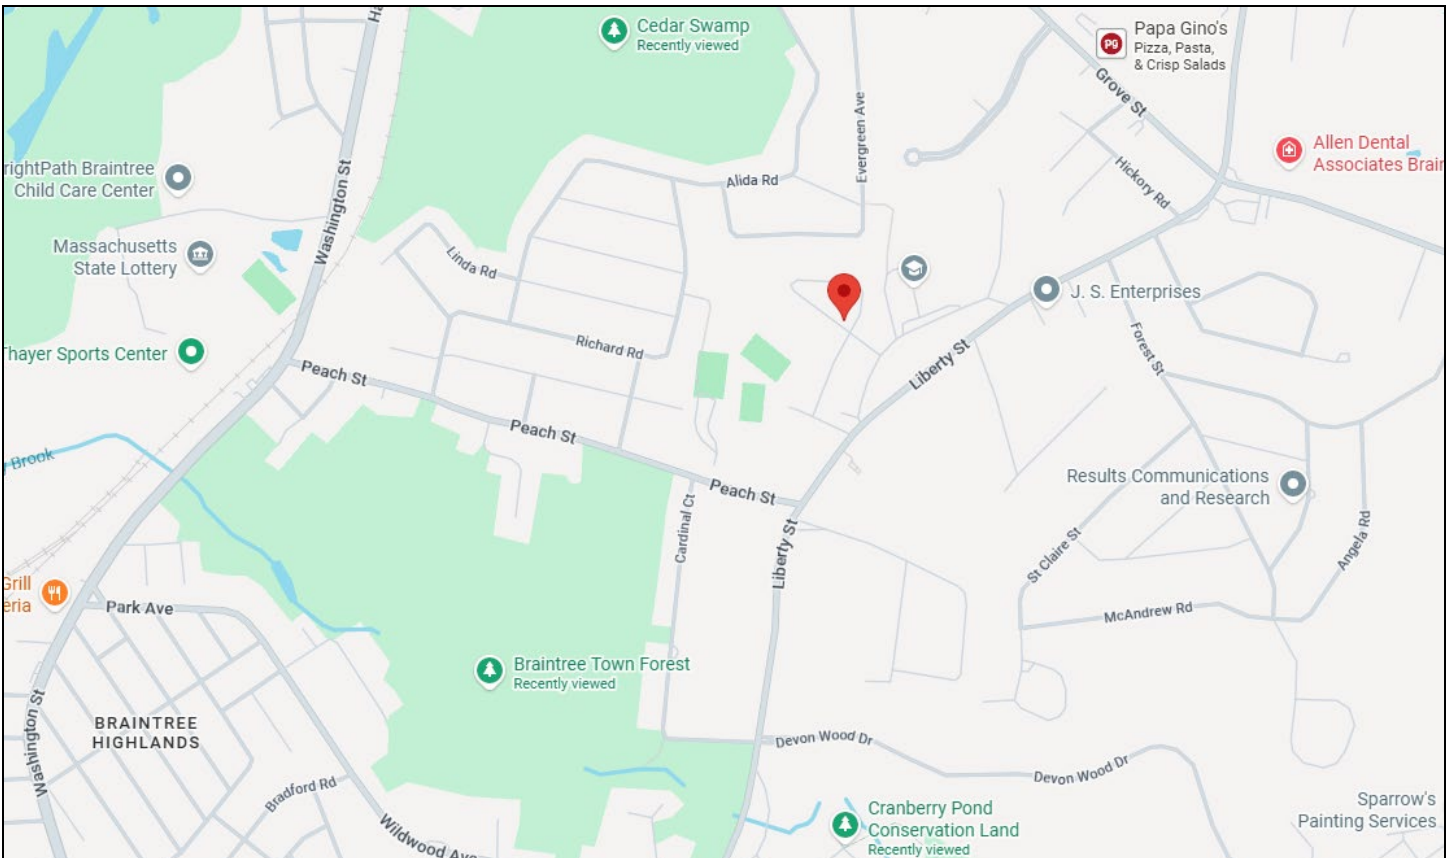 Cedar Swamp
Recently viewed
Ha
Papa Gino's
Pizza, Pasta,
& Crisp Salads
PG
Grove St
Evergreen Ave
Allen Dental
Associates Brain
rightPath Braintree
Child Care Center
Washington St
Alida Rd
Hickory Rd
Massachusetts
State Lottery
Linda Rd
J. S. Enterprises
Thayer Sports Center
Richard Rd
Forest St
Liberty St
Peach St
Peach St
Brook
Results Communications
and Research
Peach St
Cardinal Ct
Liberty St
St Claire St
Angela Rd
Grill
eria
Park Ave
McAndrew Rd
Braintree Town Forest
Recently viewed
BRAINTREE
HIGHLANDS
Washington St
Devon Wood Dr
Devon Wood Dr
Bradford Rd
Sparrow's
Painting Services
Cranberry Pond
Conservation Land
Recently viewed
Wildwood Ave